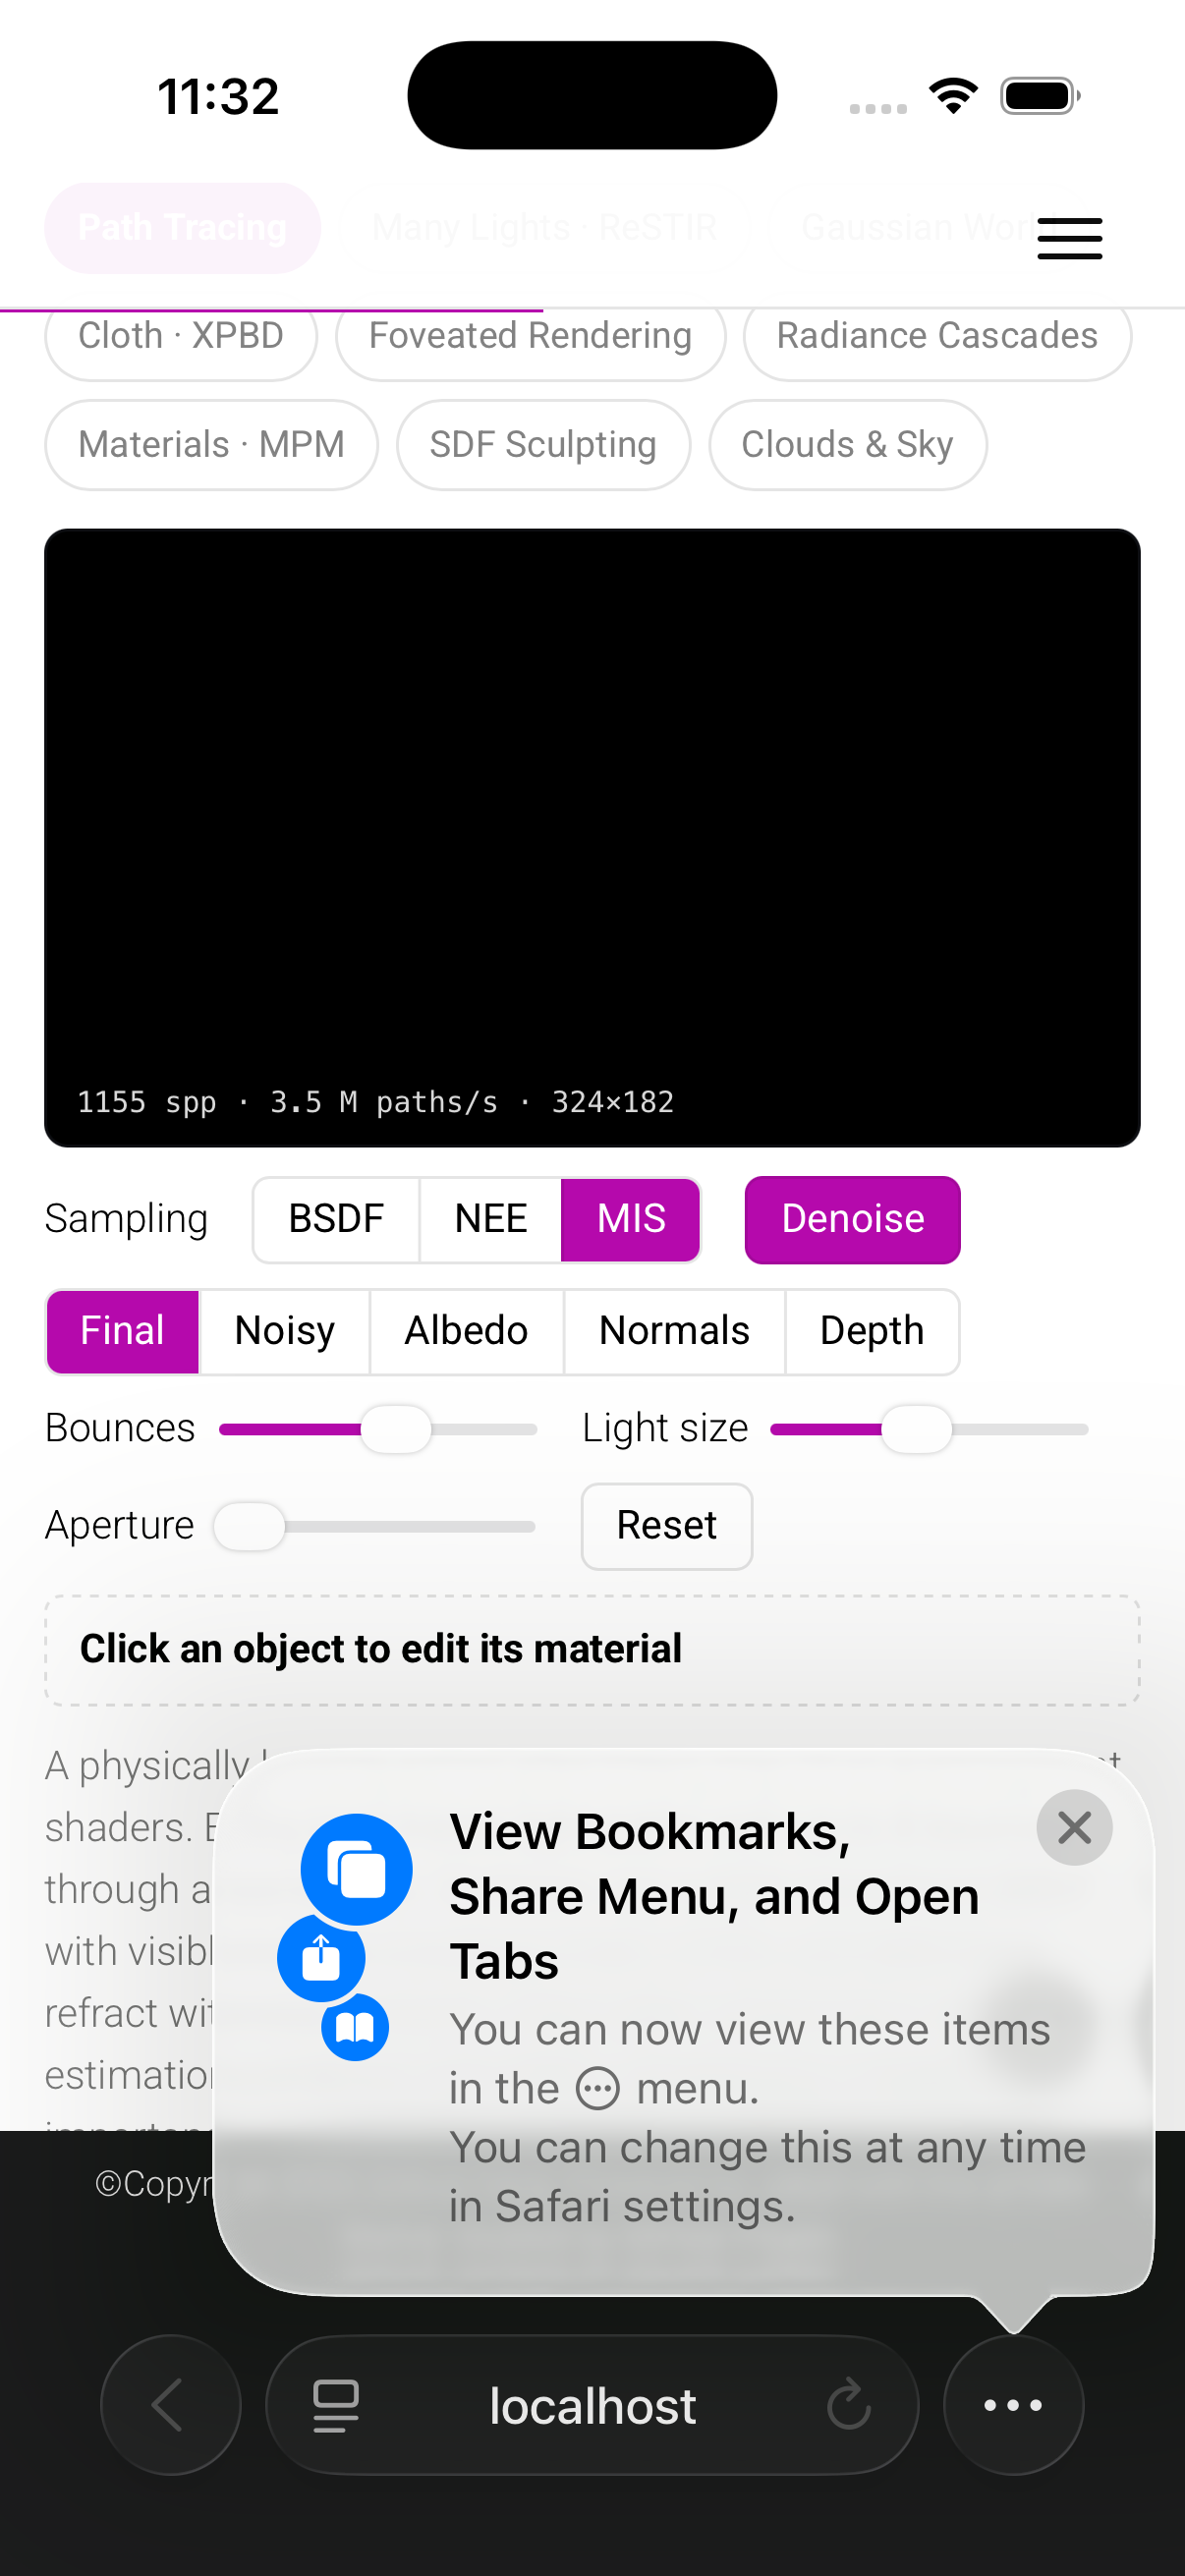 11:32
Path Tracing
Many Lights · ReSTIR
Gaussian World
Cloth · XPBD
Foveated Rendering
Radiance Cascades
Materials · MPM
SDF Sculpting
Clouds & Sky
1155 spp · 3.5 M paths/s · 324×182
Sampling
BSDF
NEE
MIS
Denoise
Final
Noisy
Albedo
Normals
Depth
Bounces
Light size
Aperture
Reset
Click an object to edit its material
A physically
shaders.
through a
with
refract
View Bookmarks,
Share Menu, and Open
Tabs
You can now view these items
in the ••• menu.
You can change this at any time
in Safari settings.
localhost